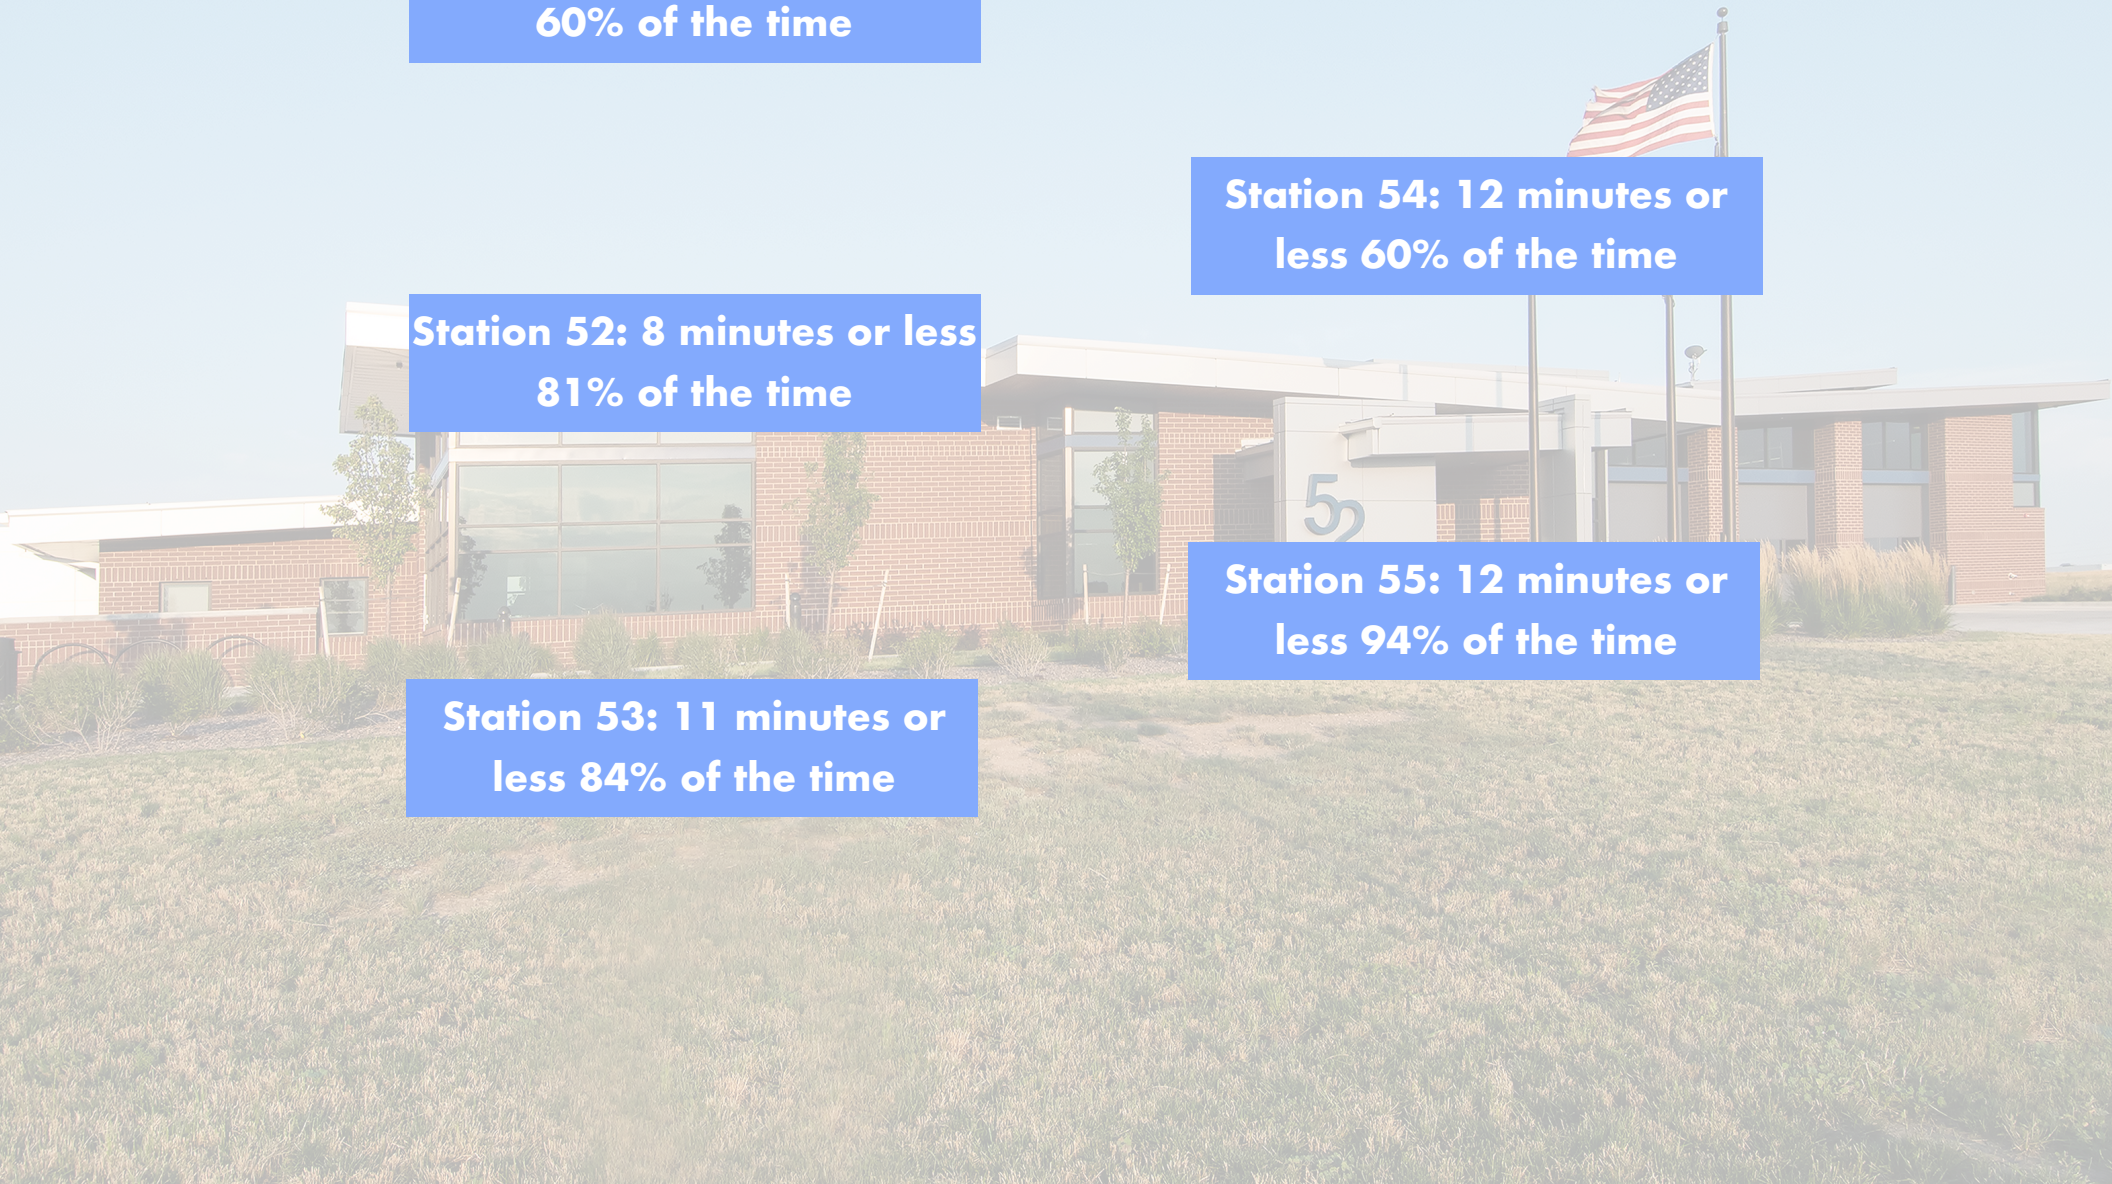 60% of the time
Station 52: 8 minutes or less
81% of the time
Station 53: 11 minutes or
less 84% of the time
Station 54: 12 minutes or
less 60% of the time
52
Station 55: 12 minutes or
less 94% of the time